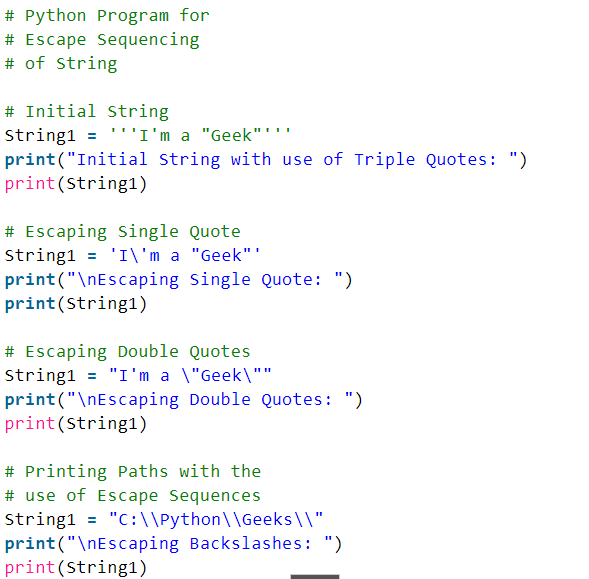 # Python Program for
# Escape Sequencing
# of String

# Initial String
String1 = '''I'm a "Geek"'''
print("Initial String with use of Triple Quotes: ")
print(String1)

# Escaping Single Quote
String1 = 'I\'m a "Geek"'
print("\nEscaping Single Quote: ")
print(String1)

# Escaping Double Quotes
String1 = "I'm a \"Geek\""
print("\nEscaping Double Quotes: ")
print(String1)

# Printing Paths with the
# use of Escape Sequences
String1 = "C:\\Python\\Geeks\\"
print("\nEscaping Backslashes: ")
print(String1)